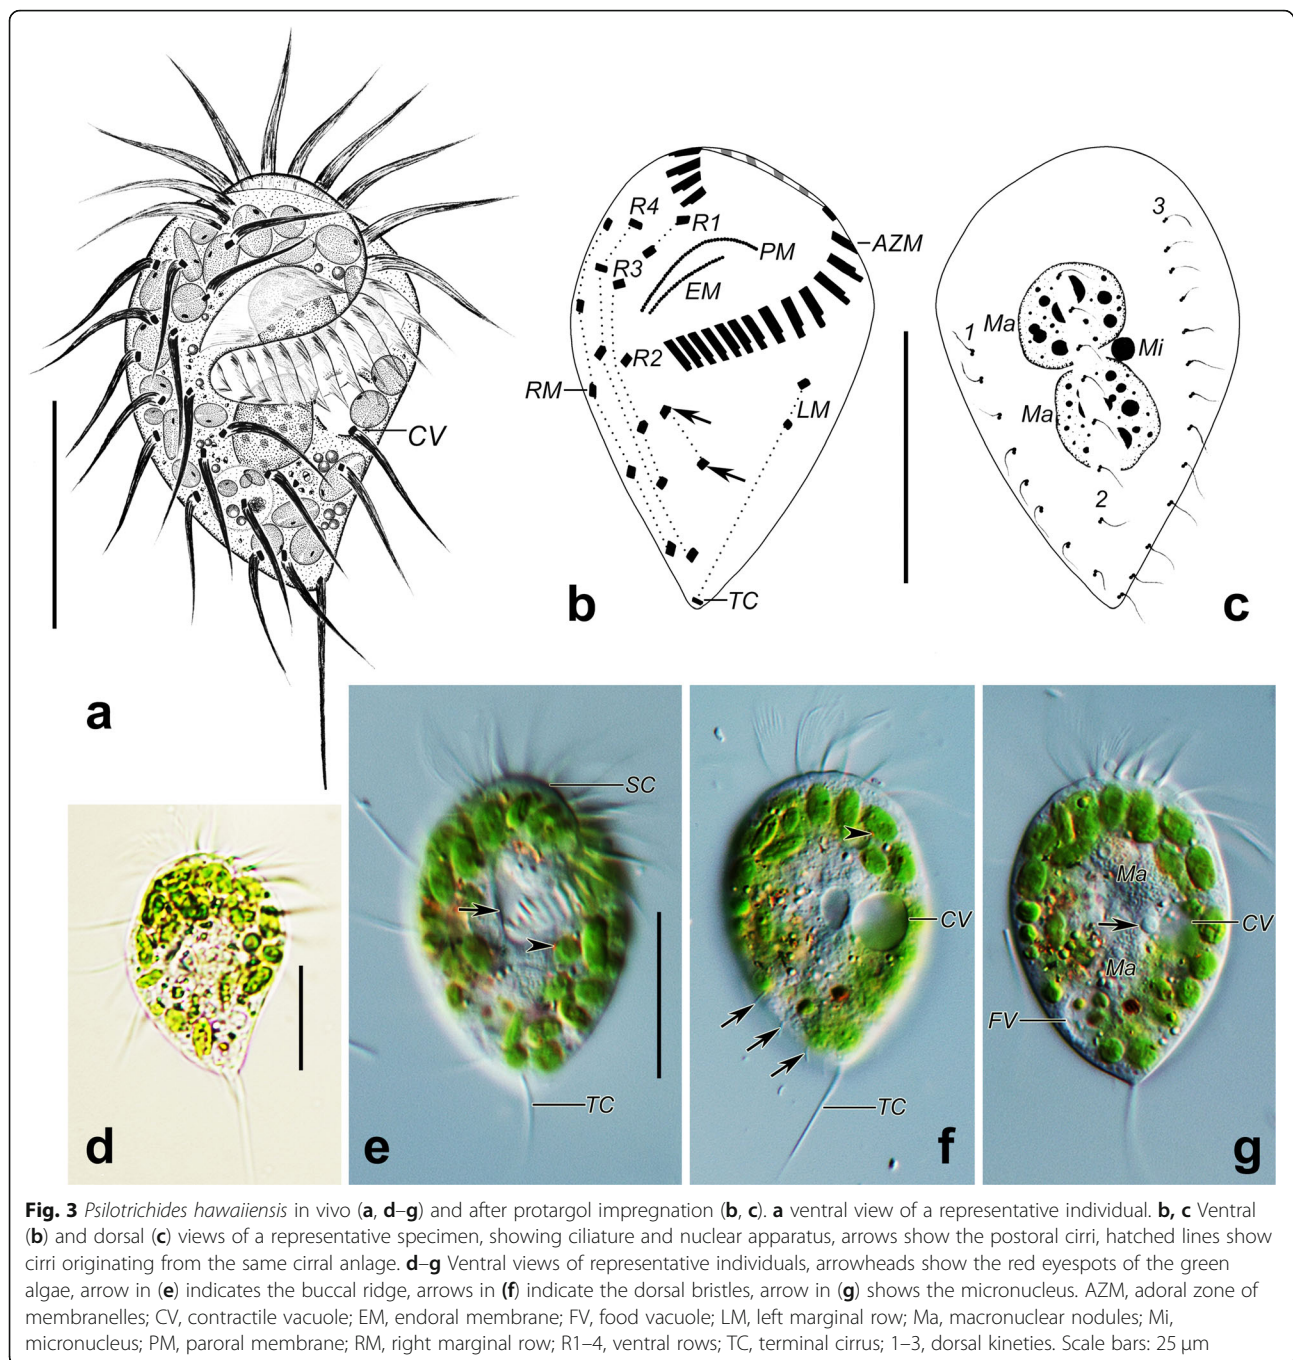 CV
a
R4
R1
R3
PM
AZM
EM
R2
RM
LM
TC
b
3
1
Ma
Mi
Ma
2
c
d
SC
TC
e
CV
TC
f
Ma
CV
Ma
FV
g
Fig. 3 Psilotrichides hawaiiensis in vivo (a, d–g) and after protargol impregnation (b, c). a ventral view of a representative individual. b, c Ventral
(b) and dorsal (c) views of a representative specimen, showing ciliature and nuclear apparatus, arrows show the postoral cirri, hatched lines show
cirri originating from the same cirral anlage. d–g Ventral views of representative individuals, arrowheads show the red eyespots of the green
algae, arrow in (e) indicates the buccal ridge, arrows in (f) indicate the dorsal bristles, arrow in (g) shows the micronucleus. AZM, adoral zone of
membranelles; CV, contractile vacuole; EM, endoral membrane; FV, food vacuole; LM, left marginal row; Ma, macronuclear nodules; Mi,
micronucleus; PM, paroral membrane; RM, right marginal row; R1–4, ventral rows; TC, terminal cirrus; 1–3, dorsal kineties. Scale bars: 25 μm